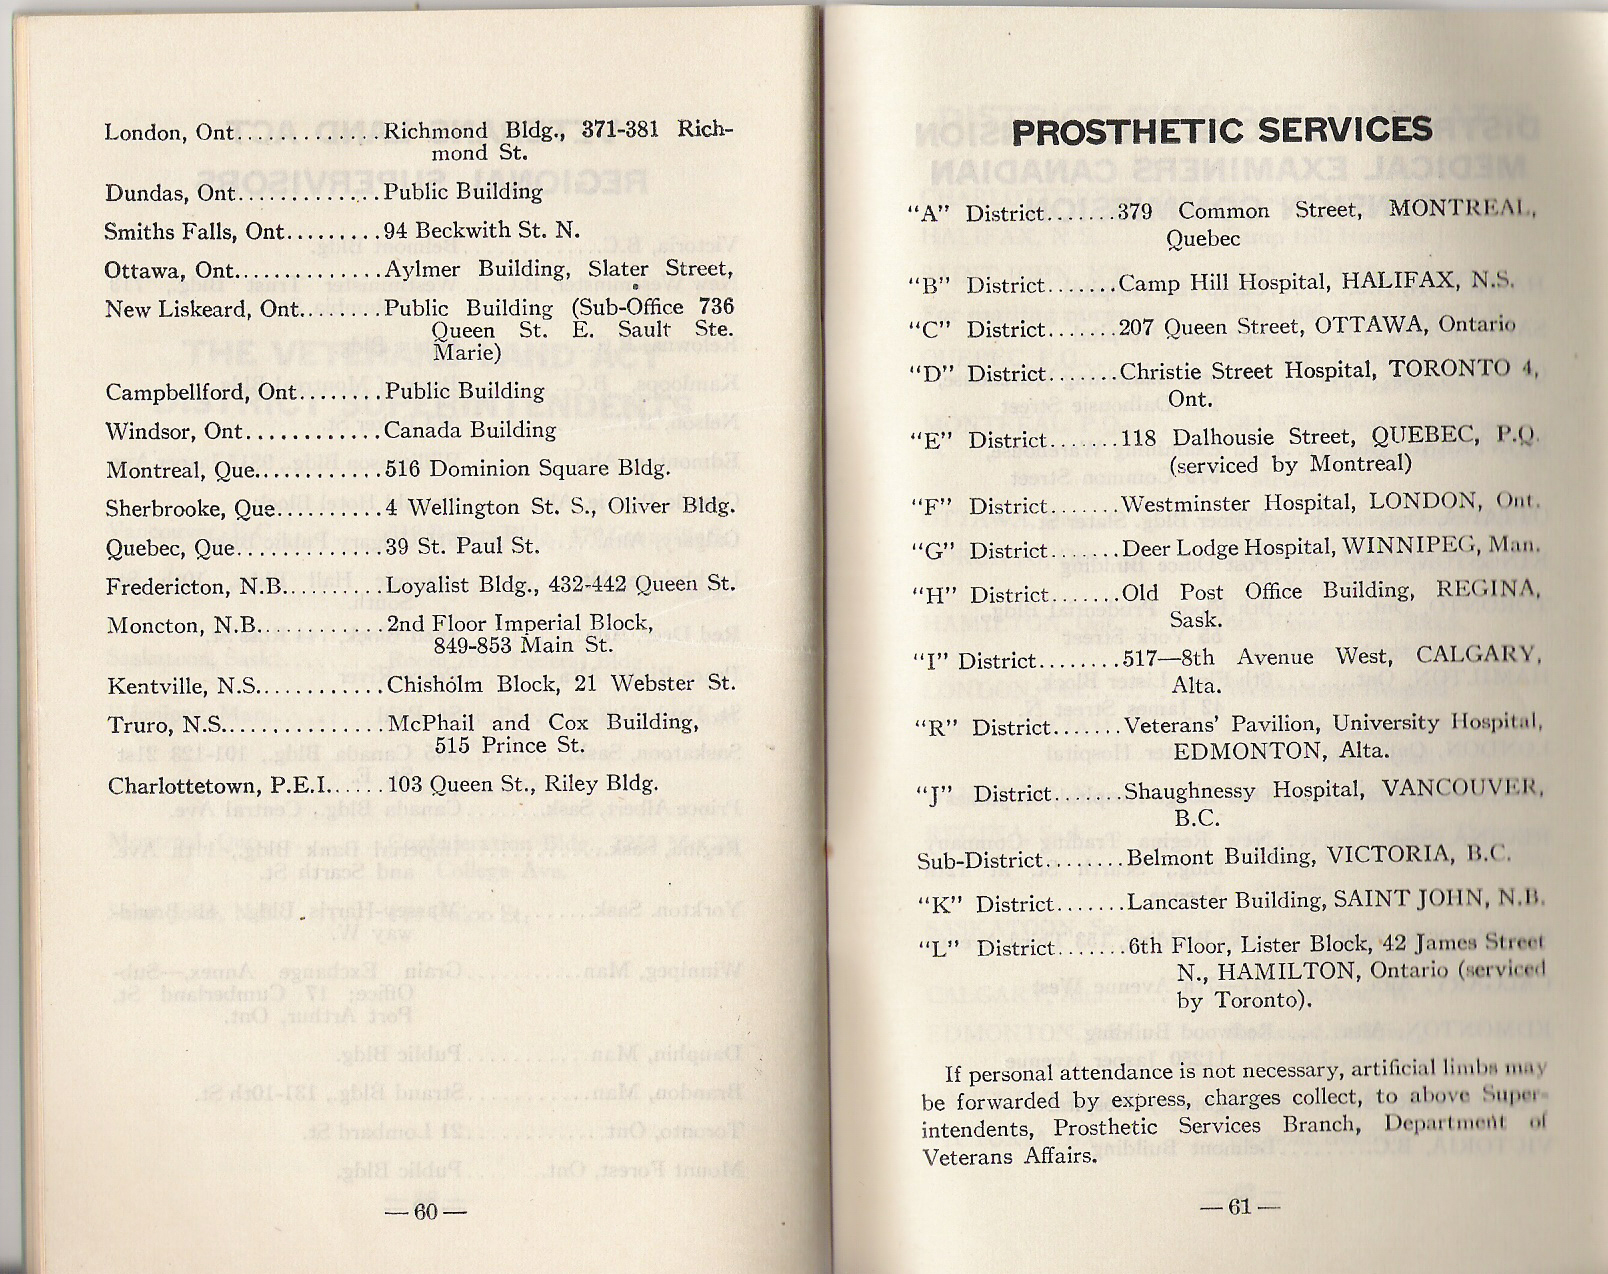 London, Ont.............Richmond Bldg., 371-381 Rich-
mond St.
Dundas, Ont.............Public Building
Smiths Falls, Ont.........94 Beckwith St. N.
Ottawa, Ont..............Aylmer Building, Slater Street,
New Liskeard, Ont........Public Building (Sub-Office 736
Queen St. E. Sault Ste.
Marie)
Campbellford, Ont........Public Building
Windsor, Ont............Canada Building
Montreal, Que............516 Dominion Square Bldg.
Sherbrooke, Que..........4 Wellington St. S., Oliver Bldg.
Quebec, Que.............39 St. Paul St.
Fredericton, N.B..........Loyalist Bldg., 432-442 Queen St.
Moncton, N.B............2nd Floor Imperial Block,
849-853 Main St.
Kentville, N.S............Chisholm Block, 21 Webster St.
Truro, N.S...............McPhail and Cox Building,
515 Prince St.
Charlottetown, P.E.I......103 Queen St., Riley Bldg.
—60—
PROSTHETIC SERVICES
"A" District.......379 Common Street, MONTREAL,
Quebec
"B" District.......Camp Hill Hospital, HALIFAX, N.S.
"C" District.......207 Queen Street, OTTAWA, Ontario
"D" District.......Christie Street Hospital, TORONTO 4,
Ont.
"E" District.......118 Dalhousie Street, QUEBEC, P.Q.
(serviced by Montreal)
"F" District.......Westminster Hospital, LONDON, Ont.
"G" District.......Deer Lodge Hospital, WINNIPEG, Man.
"H" District.......Old Post Office Building, REGINA,
Sask.
"I" District........517—8th Avenue West, CALGARY,
Alta.
"R" District.......Veterans' Pavilion, University Hospital,
EDMONTON, Alta.
"J" District.......Shaughnessy Hospital, VANCOUVER,
B.C.
Sub-District........Belmont Building, VICTORIA, B.C.
"K" District.......Lancaster Building, SAINT JOHN, N.B.
"L" District.......6th Floor, Lister Block, 42 James Street
N., HAMILTON, Ontario (serviced
by Toronto).
If personal attendance is not necessary, artificial limbs may
be forwarded by express, charges collect, to above Super-
intendents, Prosthetic Services Branch, Department of
Veterans Affairs.
—61—